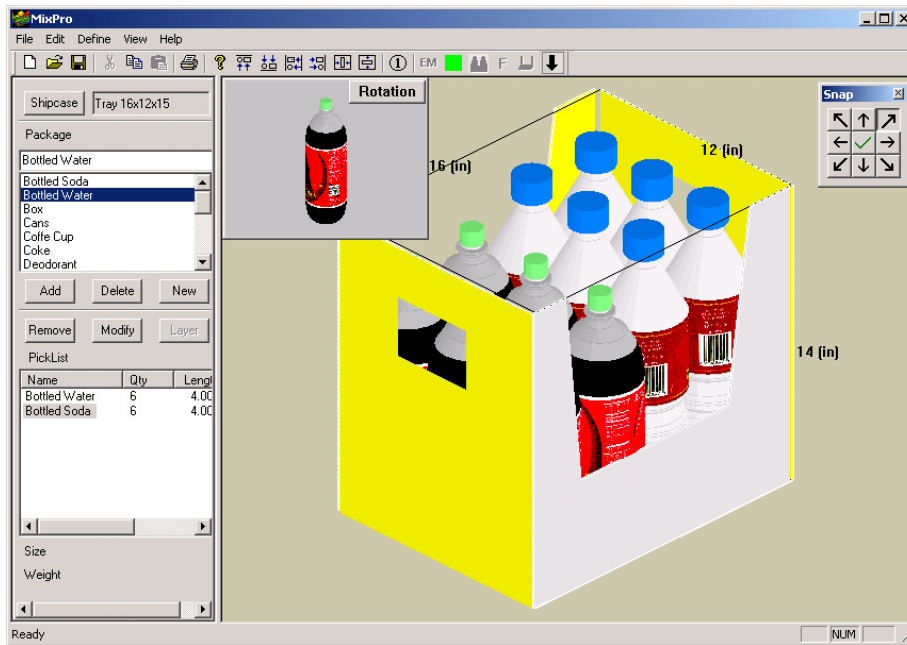 MixPro
File Edit Define View Help
EM F
Shipcase Tray 16x12x15
Package
Bottled Water
Bottled Soda
Bottled Water
Box
Cans
Coffe Cup
Coke
Deodorant
Add Delete New
Remove Modify Layer
PickList
Name Qty Lengt
Bottled Water 6 4.00
Bottled Soda 6 4.00
Size
Weight
Ready
Rotation
16 (in)
12 (in)
14 (in)
Snap
NUM